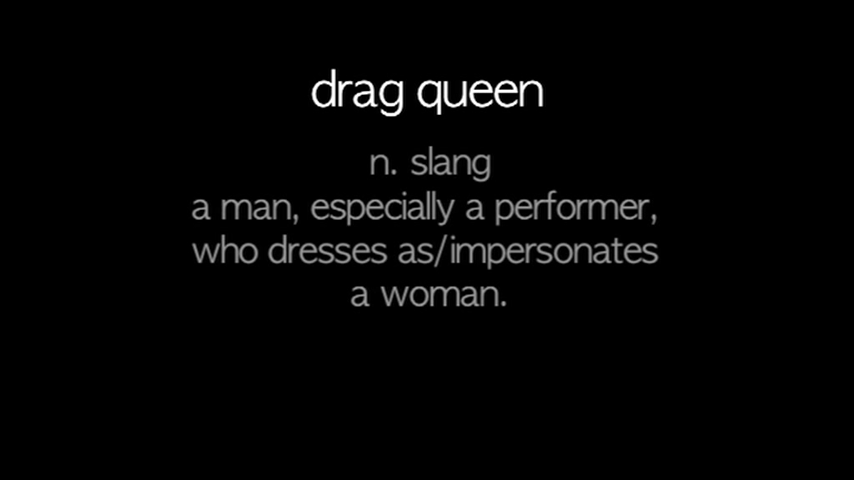 drag queen
n. slang
a man, especially a performer,
who dresses as/impersonates
a woman.